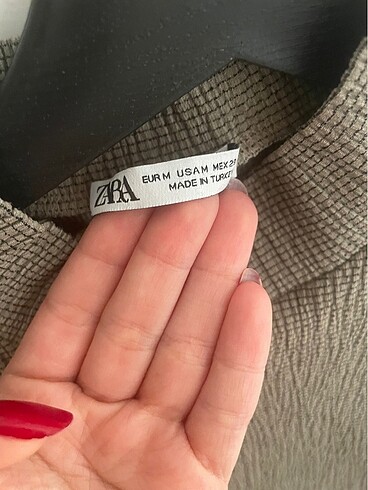 ZARA
EUR M USA M MEX 28
MADE IN TURKEY